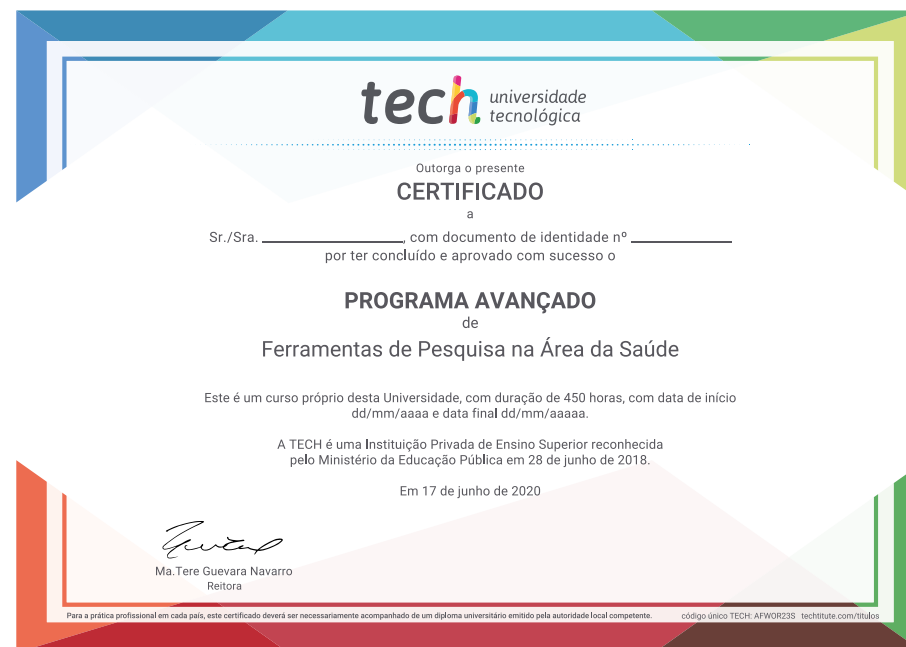 tech universidade
tecnológica
Outorga o presente
CERTIFICADO
a
Sr./Sra. ____________________, com documento de identidade nº ______________
por ter concluído e aprovado com sucesso o
PROGRAMA AVANÇADO
de
Ferramentas de Pesquisa na Área da Saúde
Este é um curso próprio desta Universidade, com duração de 450 horas, com data de início
dd/mm/aaaa e data final dd/mm/aaaaa.
A TECH é uma Instituição Privada de Ensino Superior reconhecida
pelo Ministério da Educação Pública em 28 de junho de 2018.
Em 17 de junho de 2020
Ma.Tere Guevara Navarro
Reitora
Para a prática profissional em cada país, este certificado deverá ser necessariamente acompanhado de um diploma universitário emitido pela autoridade local competente. código único TECH: AFWOR23S techtitute.com/titulos